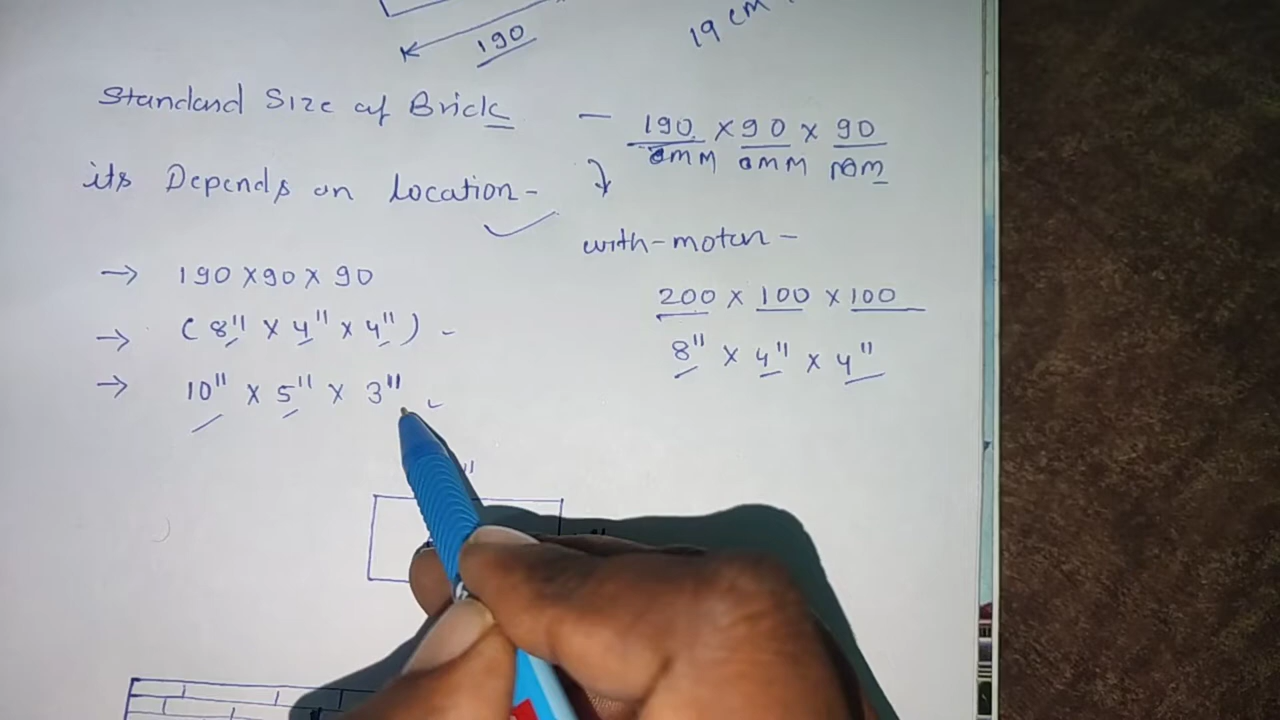 190
19 cm
Standard Size of Brick - 190 x 90 x 90
mm mm mm
its Depends on location -
with-motar -
→ 190 x 90 x 90
200 x 100 x 100
→ (8" x 4" x 4") -
8" x 4" x 4"
→ 10" x 5" x 3"